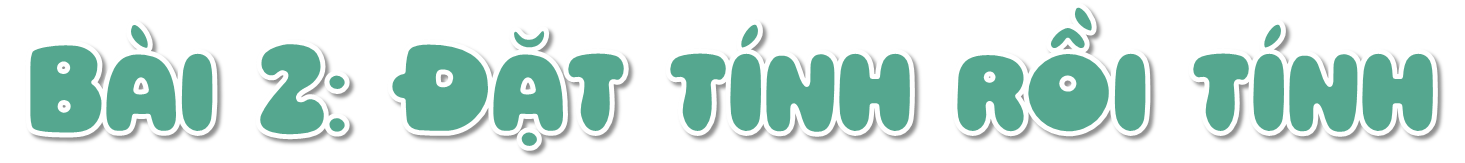 BÀI 2: ĐẶT TÍNH RỒI TÍNH